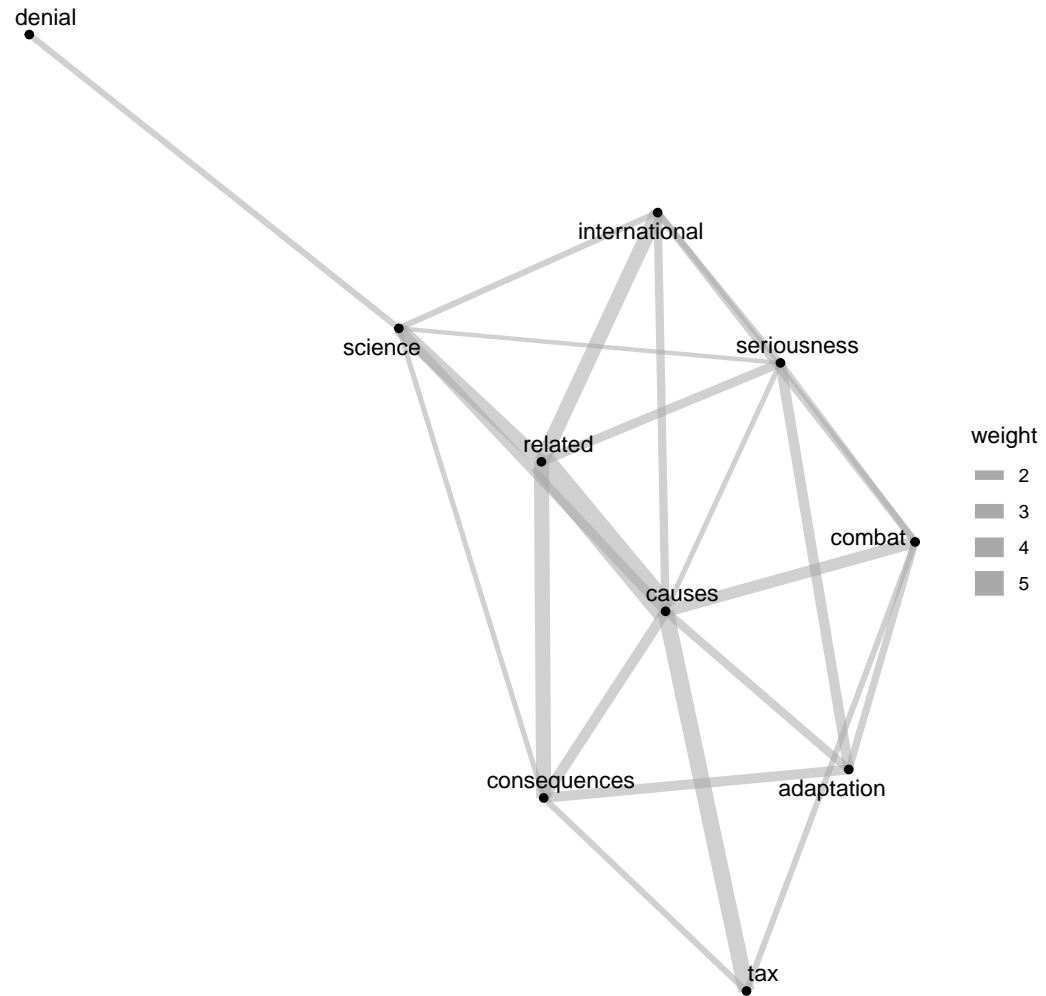 denial
international
science
seriousness
related
weight
2
3
combat
4
5
causes
consequences
adaptation
tax